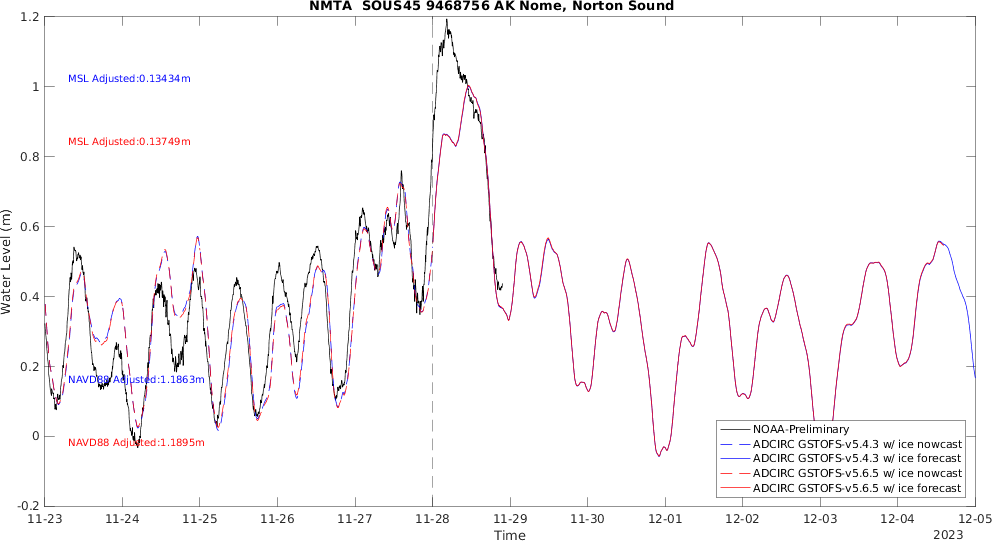 NMTA SOUS45 9468756 AK Nome, Norton Sound
1.2
1
0.8
0.6
0.4
0.2
0
-0.2
Water Level (m)
MSL Adjusted:0.13434m
MSL Adjusted:0.13749m
NAVD88 Adjusted:1.1863m
NAVD88 Adjusted:1.1895m
NOAA-Preliminary
ADCIRC GSTOFS-v5.4.3 w/ ice nowcast
ADCIRC GSTOFS-v5.4.3 w/ ice forecast
ADCIRC GSTOFS-v5.6.5 w/ ice nowcast
ADCIRC GSTOFS-v5.6.5 w/ ice forecast
11-23 11-24 11-25 11-26 11-27 11-28 11-29 11-30 12-01 12-02 12-03 12-04 12-05
Time
2023